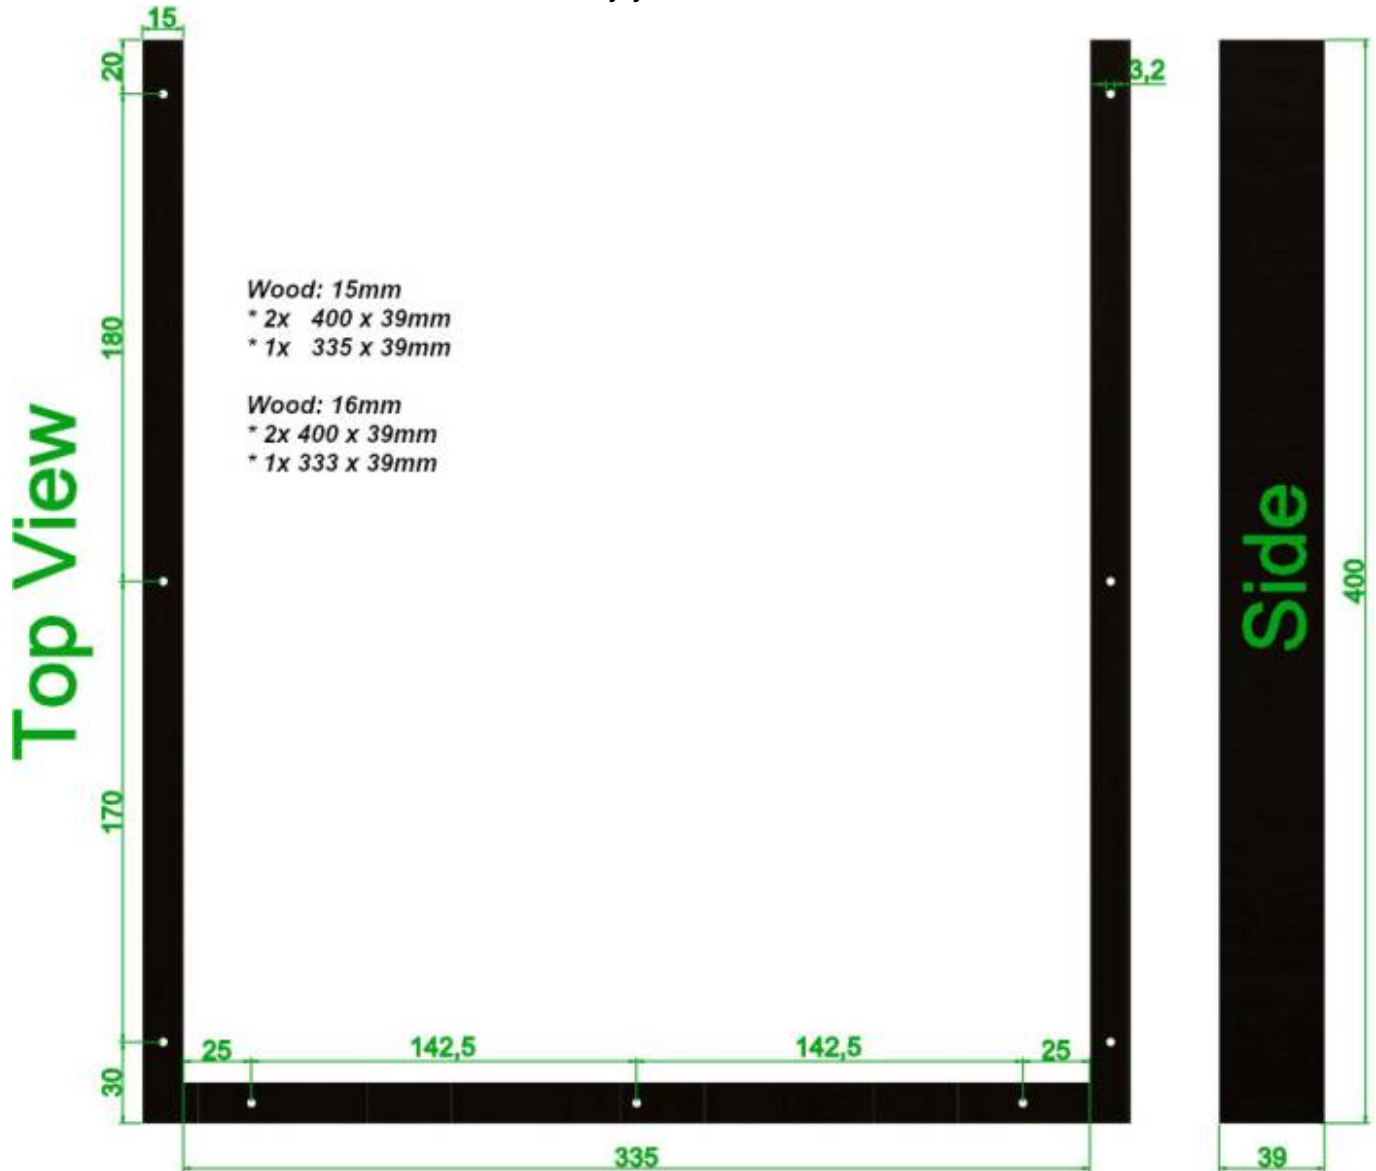 15
20
3,2
Wood: 15mm
* 2x 400 x 39mm
* 1x 335 x 39mm
180
Wood: 16mm
* 2x 400 x 39mm
* 1x 333 x 39mm
Top View
Side
400
170
25 142,5 142,5 25
30
335
39